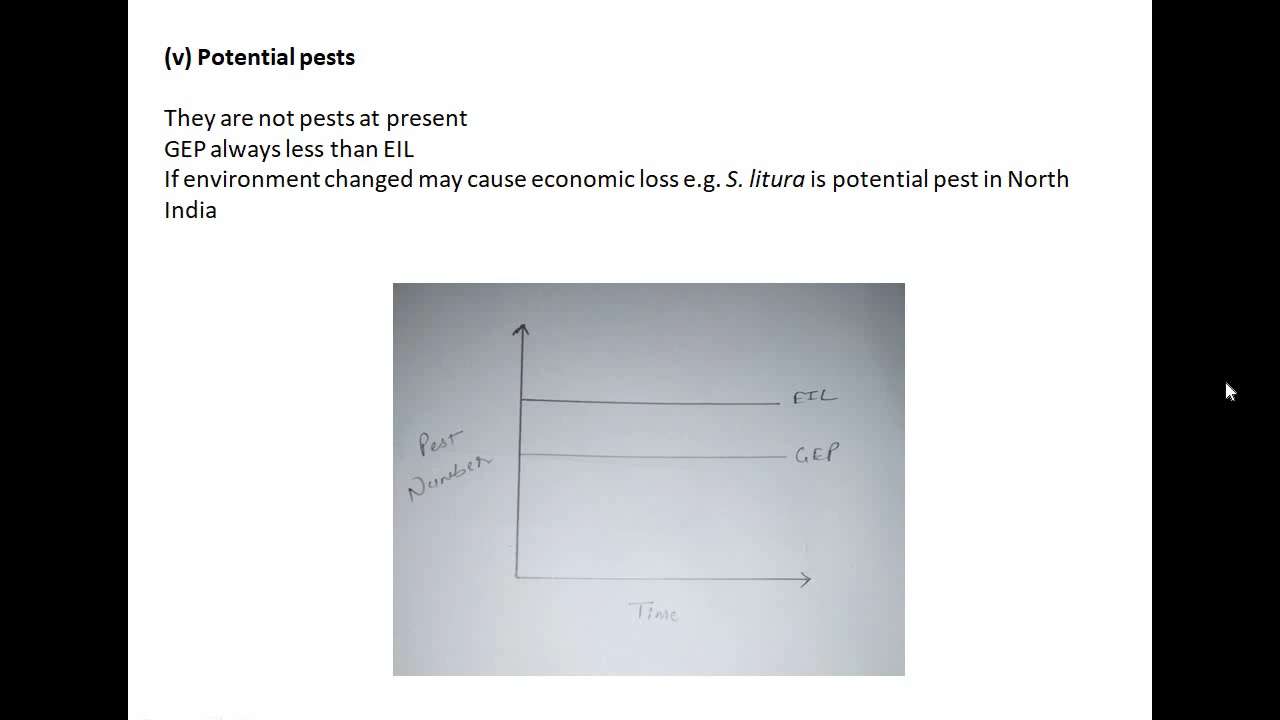 (v) Potential pests
They are not pests at present
GEP always less than EIL
If environment changed may cause economic loss e.g. S. litura is potential pest in North
India
EIL
GEP
Pest
Number
Time